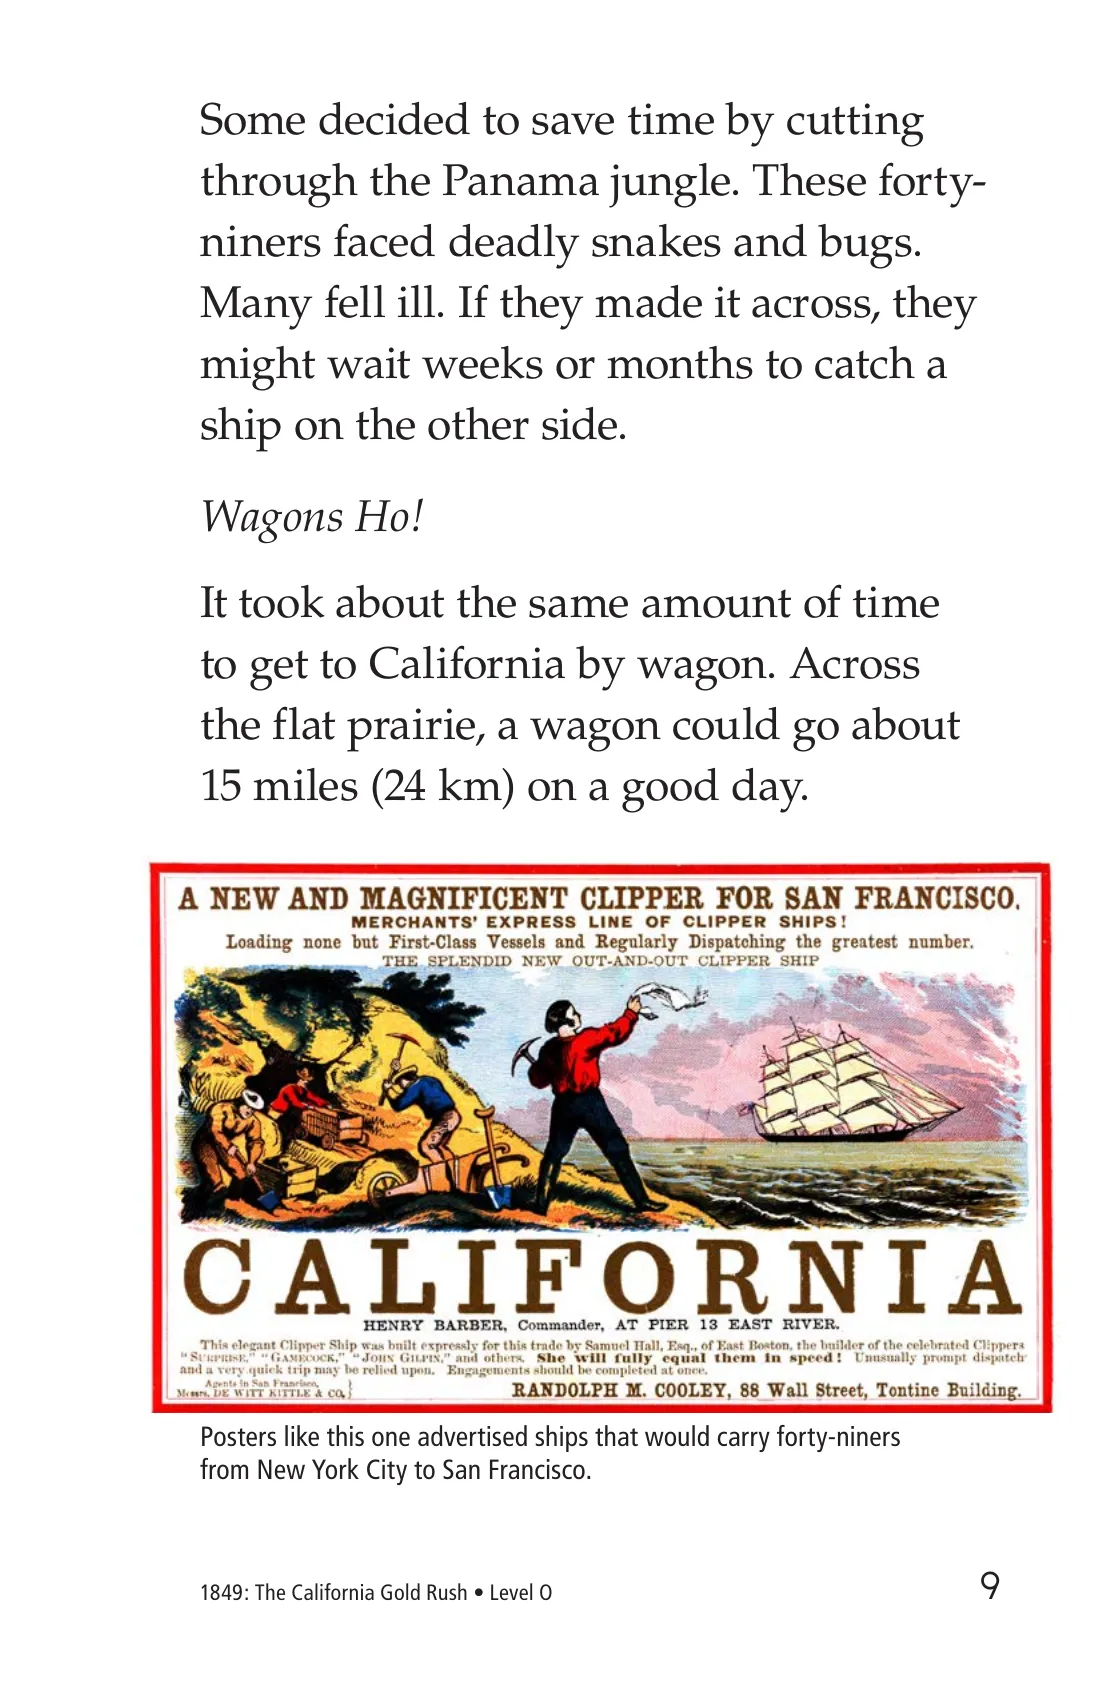 Some decided to save time by cutting
through the Panama jungle. These forty-
niners faced deadly snakes and bugs.
Many fell ill. If they made it across, they
might wait weeks or months to catch a
ship on the other side.
Wagons Ho!
It took about the same amount of time
to get to California by wagon. Across
the flat prairie, a wagon could go about
15 miles (24 km) on a good day.
A NEW AND MAGNIFICENT CLIPPER FOR SAN FRANCISCO.
MERCHANTS' EXPRESS LINE OF CLIPPER SHIPS!
Loading none but First-Class Vessels and Regularly Dispatching the greatest number.
THE SPLENDID NEW OUT-AND-OUT CLIPPER SHIP
CALIFORNIA
HENRY BARBER, Commander, AT PIER 13 EAST RIVER.
This elegant Clipper Ship was built expressly for this trade by Samuel Hall, Esq., of East Boston, the builder of the celebrated Clippers
"SURPRISE," "GAMECOCK," "JOHN GILPIN," and others. She will fully equal them in speed! Unusually prompt dispatch
and a very quick trip may be relied upon. Engagements should be completed at once.
Agents in San Francisco,
Messrs. DE WITT KITTLE & CO.
RANDOLPH M. COOLEY, 88 Wall Street, Tontine Building.
Posters like this one advertised ships that would carry forty-niners
from New York City to San Francisco.
1849: The California Gold Rush • Level O
9